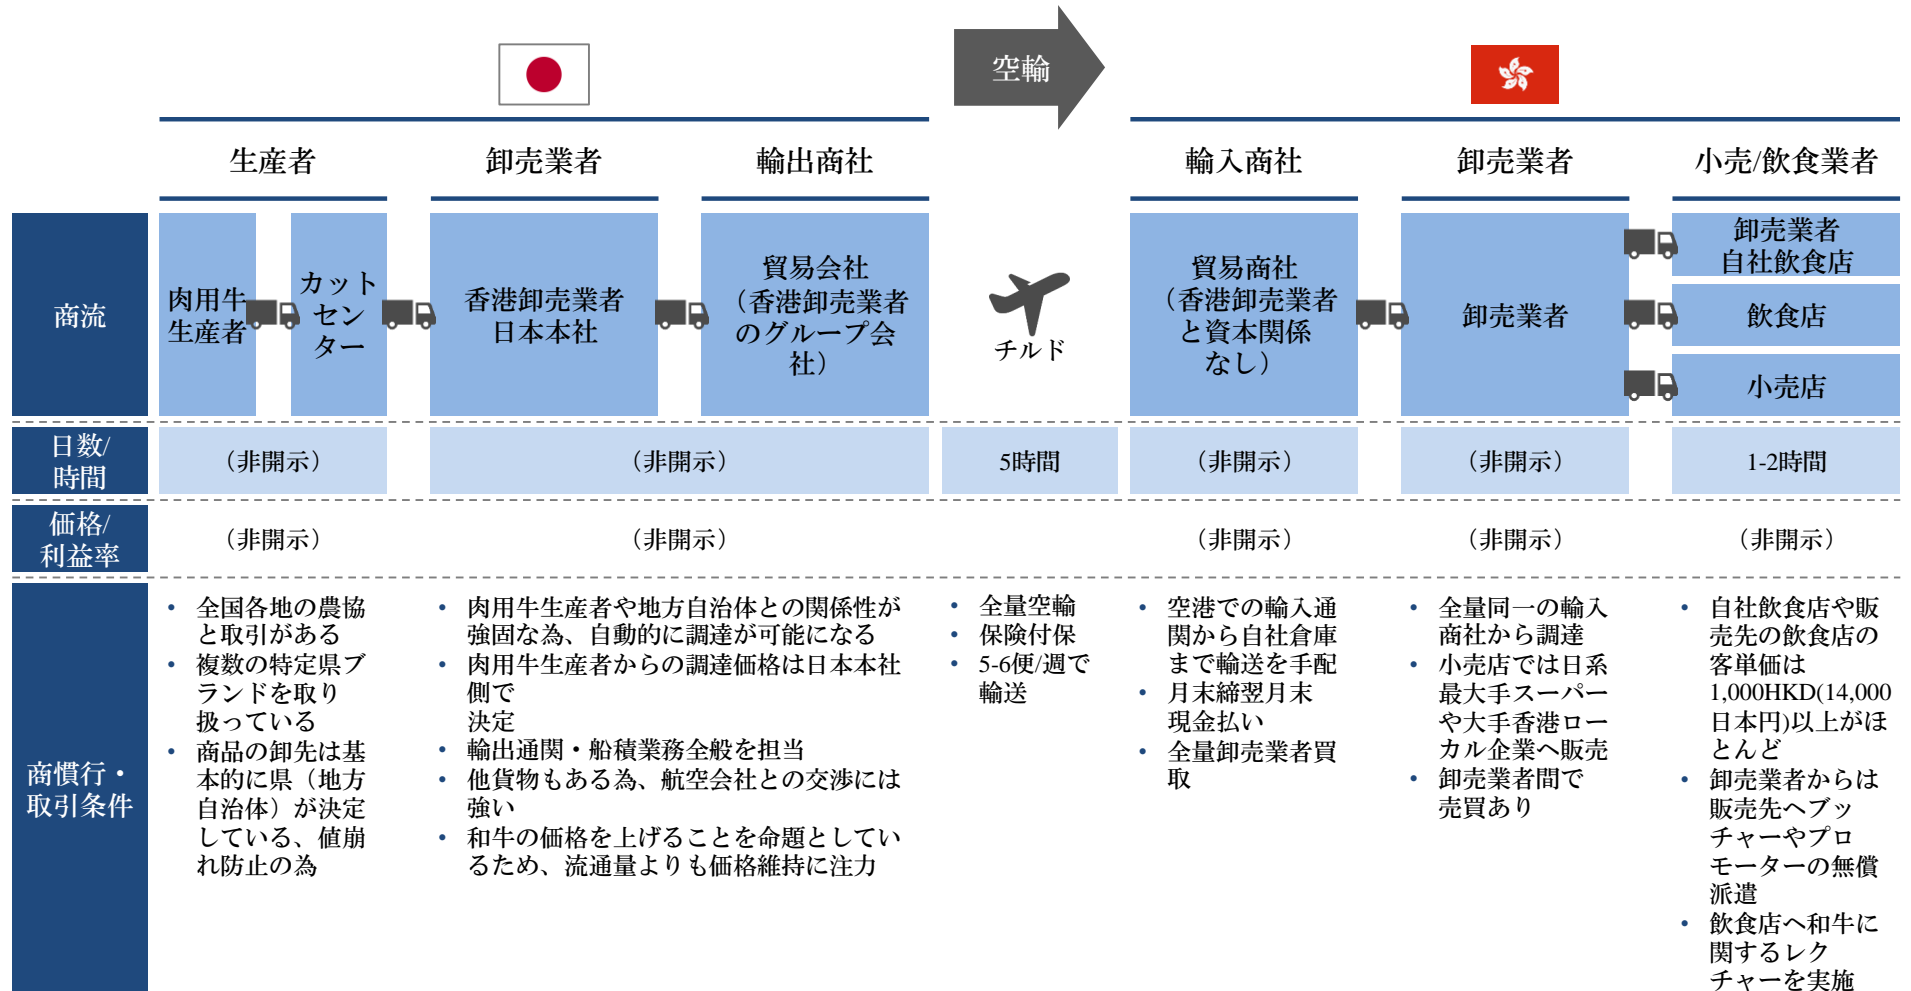 空輸
生産者
卸売業者
輸出商社
輸入商社
卸売業者
小売/飲食業者
商流
肉用牛
生産者
カット
セン
ター
香港卸売業者
日本本社
貿易会社
（香港卸売業者
のグループ会
社）
チルド
貿易商社
（香港卸売業者
と資本関係
なし）
卸売業者
卸売業者
自社飲食店
飲食店
小売店
日数/
時間
（非開示）
（非開示）
5時間
（非開示）
（非開示）
1-2時間
価格/
利益率
（非開示）
（非開示）
（非開示）
（非開示）
（非開示）
商慣行・
取引条件
• 全国各地の農協
と取引がある
• 複数の特定県ブ
ランドを取り
扱っている
• 商品の卸先は基
本的に県（地方
自治体）が決定
している、値崩
れ防止の為
• 肉用牛生産者や地方自治体との関係性が
強固な為、自動的に調達が可能になる
• 肉用牛生産者からの調達価格は日本本社
側で
決定
• 輸出通関・船積業務全般を担当
• 他貨物もある為、航空会社との交渉には
強い
• 和牛の価格を上げることを命題としてい
るため、流通量よりも価格維持に注力
• 全量空輸
• 保険付保
• 5-6便/週で
輸送
• 空港での輸入通
関から自社倉庫
まで輸送を手配
• 月末締翌月末
現金払い
• 全量卸売業者買
取
• 全量同一の輸入
商社から調達
• 小売店では日系
最大手スーパー
や大手香港ロー
カル企業へ販売
• 卸売業者間で
売買あり
• 自社飲食店や販
売先の飲食店の
客単価は
1,000HKD(14,000
日本円)以上がほ
とんど
• 卸売業者からは
販売先へブッ
チャーやプロ
モーターの無償
派遣
• 飲食店へ和牛に
関するレク
チャーを実施